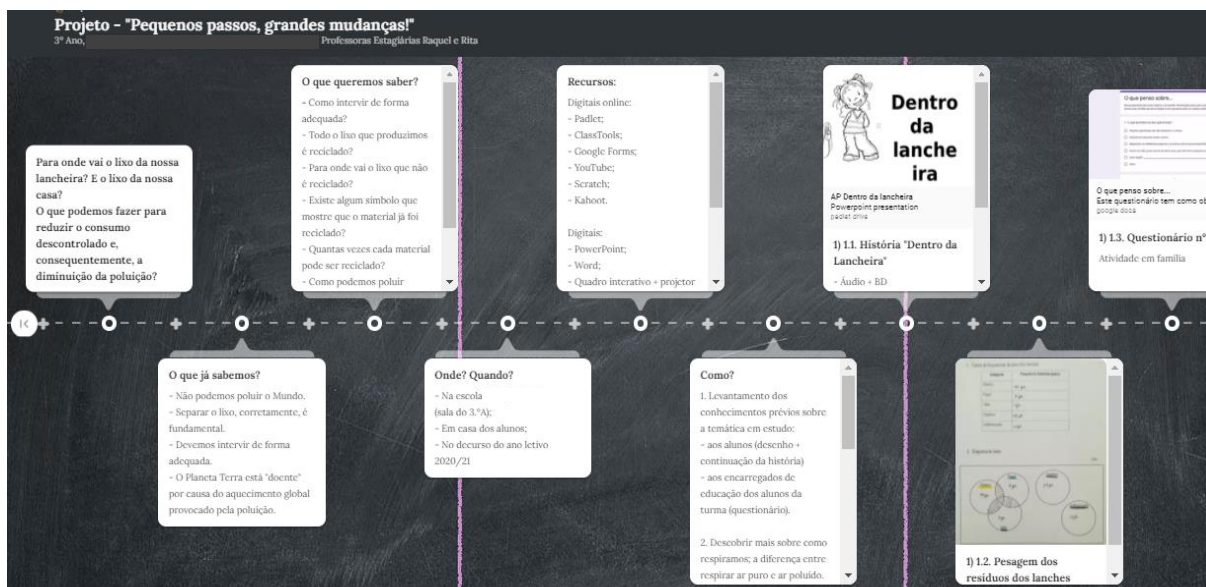 Projeto - "Pequenos passos, grandes mudanças!"
3º Ano,
Professoras Estagiárias Raquel e Rita
Para onde vai o lixo da nossa
lancheira? E o lixo da nossa
casa?
O que podemos fazer para
reduzir o consumo
descontrolado e,
consequentemente, a
diminuição da poluição?
O que já sabemos?
- Não podemos poluir o Mundo.
- Separar o lixo, corretamente, é
fundamental.
- Devemos intervir de forma
adequada.
- O Planeta Terra está "doente"
por causa do aquecimento global
provocado pela poluição.
O que queremos saber?
- Como intervir de forma
adequada?
- Todo o lixo que produzimos
é reciclado?
- Para onde vai o lixo que não
é reciclado?
- Existe algum símbolo que
mostre que o material já foi
reciclado?
- Quantas vezes cada material
pode ser reciclado?
- Como podemos poluir
Onde? Quando?
- Na escola
(sala do 3.ºA);
- Em casa dos alunos;
- No decurso do ano letivo
2020/21
Recursos:
Digitais online:
- Padlet;
- ClassTools;
- Google Forms;
- YouTube;
- Scratch;
- Kahoot.
Digitais:
- PowerPoint;
- Word;
- Quadro interativo + projetor
Como?
1. Levantamento dos
conhecimentos prévios sobre
a temática em estudo:
- aos alunos (desenho +
continuação da história)
- aos encarregados de
educação dos alunos da
turma (questionário).
2. Descobrir mais sobre como
respiramos; a diferença entre
respirar ar puro e ar poluído.
Dentro
da
lanche
ira
AP Dentro da lancheira
Powerpoint presentation
padlet drive
1) 1.1. História "Dentro da
Lancheira"
- Áudio + BD
1) 1.2. Pesagem dos
resíduos dos lanches
O que penso sobre...
O que penso sobre...
Este questionário tem como ob
google docs
1) 1.3. Questionário nº
Atividade em família